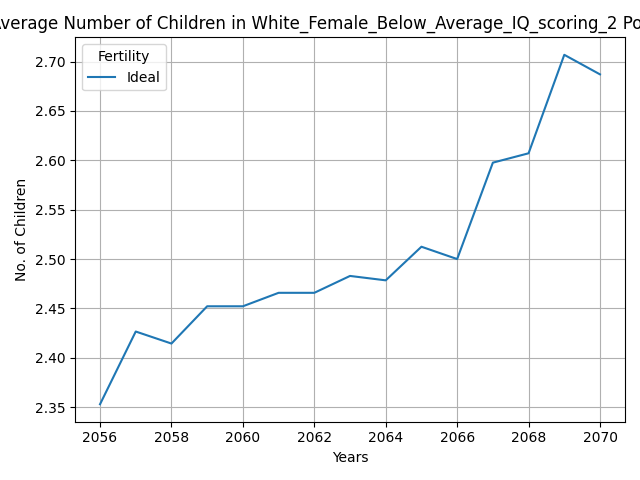 Average Number of Children in White_Female_Below_Average_IQ_scoring_2 Po
Fertility
Ideal
2.70
2.65
2.60
2.55
2.50
2.45
2.40
2.35
No. of Children
2056 2058 2060 2062 2064 2066 2068 2070
Years